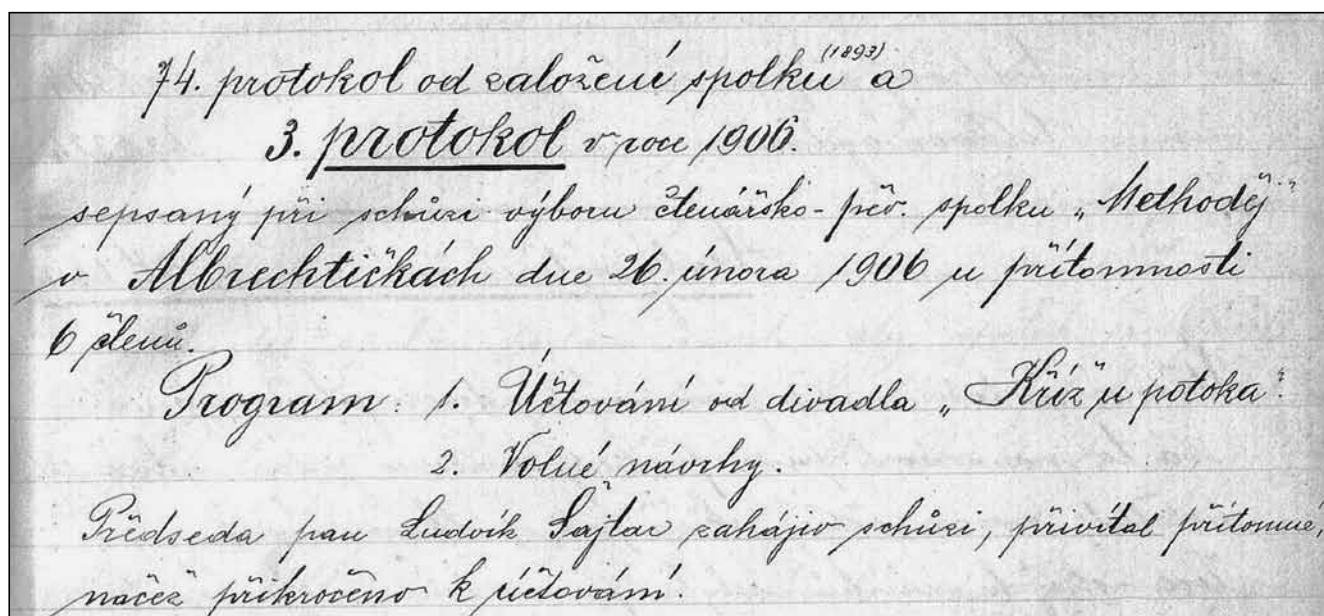 74. protokol od založení spolku (1893) a
3. protokol v roce 1906.
sepsaný při schůzi výboru čtenářsko-pěv. spolku „Methoděj“
v Albrechtičkách dne 26. února 1906 u přítomnosti
6 členů.
Program: 1. Účtování od divadla „Kříž u potoka“.
2. Volné návrhy.
Předseda pan Ludvík Šajtar zahájiv schůzi, přivítal přítomné,
načež přikročeno k účtování.